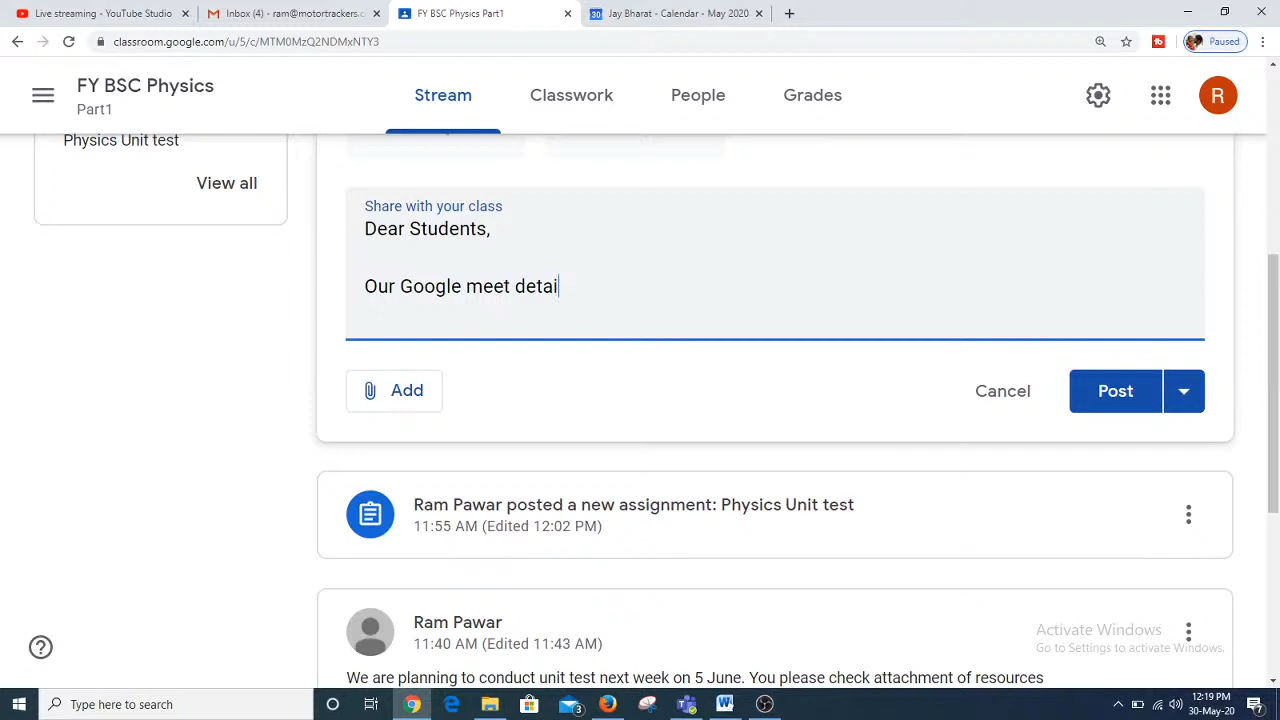 Live streaming - YouTube Studio
Inbox (4) - ram@motorrackers.c
FY BSC Physics Part1
Jay Bharat - Calendar - May 2020
classroom.google.com/u/5/c/MTM0MzQ2NDMxNTY3
Paused
FY BSC Physics
Part1
Stream
Classwork
People
Grades
R
Physics Unit test
View all
Share with your class
Dear Students,
Our Google meet detai
Add
Cancel
Post
Ram Pawar posted a new assignment: Physics Unit test
11:55 AM (Edited 12:02 PM)
Ram Pawar
11:40 AM (Edited 11:43 AM)
Activate Windows
Go to Settings to activate Windows.
We are planning to conduct unit test next week on 5 June. You please check attachment of resources
Type here to search
12:19 PM
30-May-20